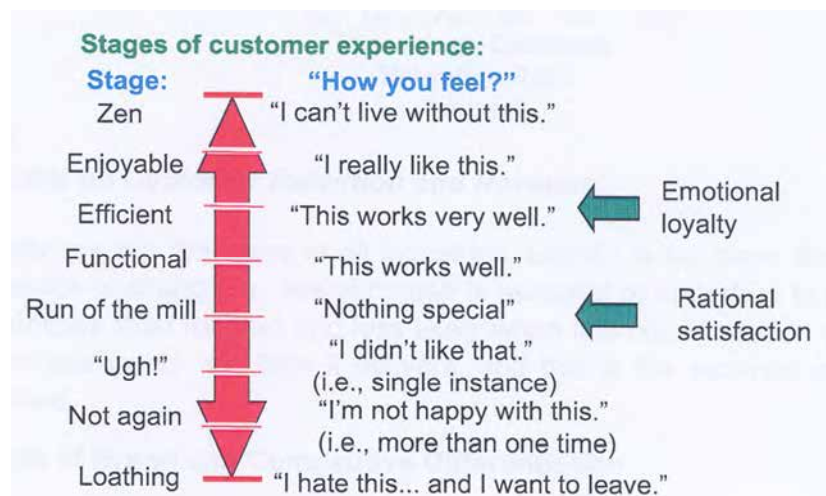 Stages of customer experience:
Stage: "How you feel?"
Zen "I can't live without this."
Enjoyable "I really like this."
Efficient "This works very well." Emotional loyalty
Functional "This works well."
Run of the mill "Nothing special" Rational satisfaction
"Ugh!" "I didn't like that."
(i.e., single instance)
Not again "I'm not happy with this."
(i.e., more than one time)
Loathing "I hate this... and I want to leave."